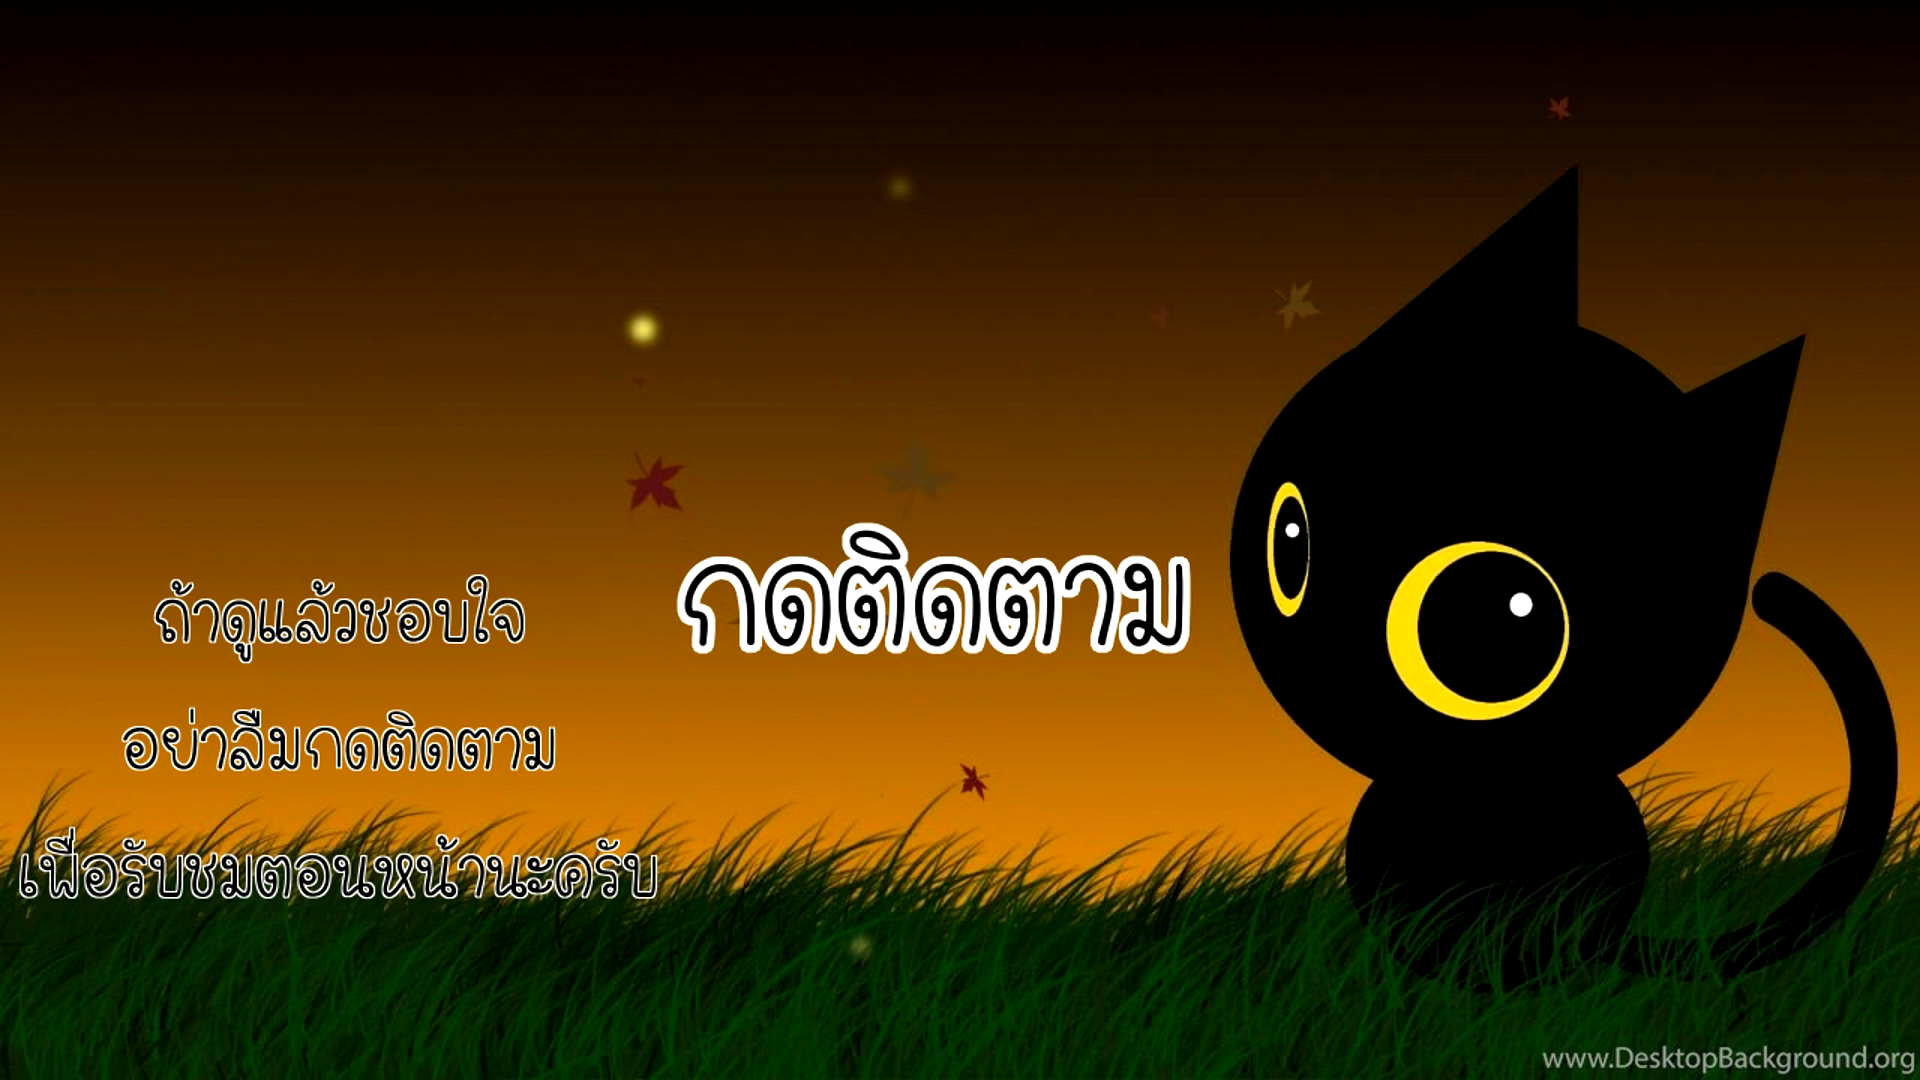 กดติดตาม
ถ้าดูแล้วชอบใจ
อย่าลืมกดติดตาม
เพื่อรับชมตอนหน้านะครับ
www.DesktopBackground.org